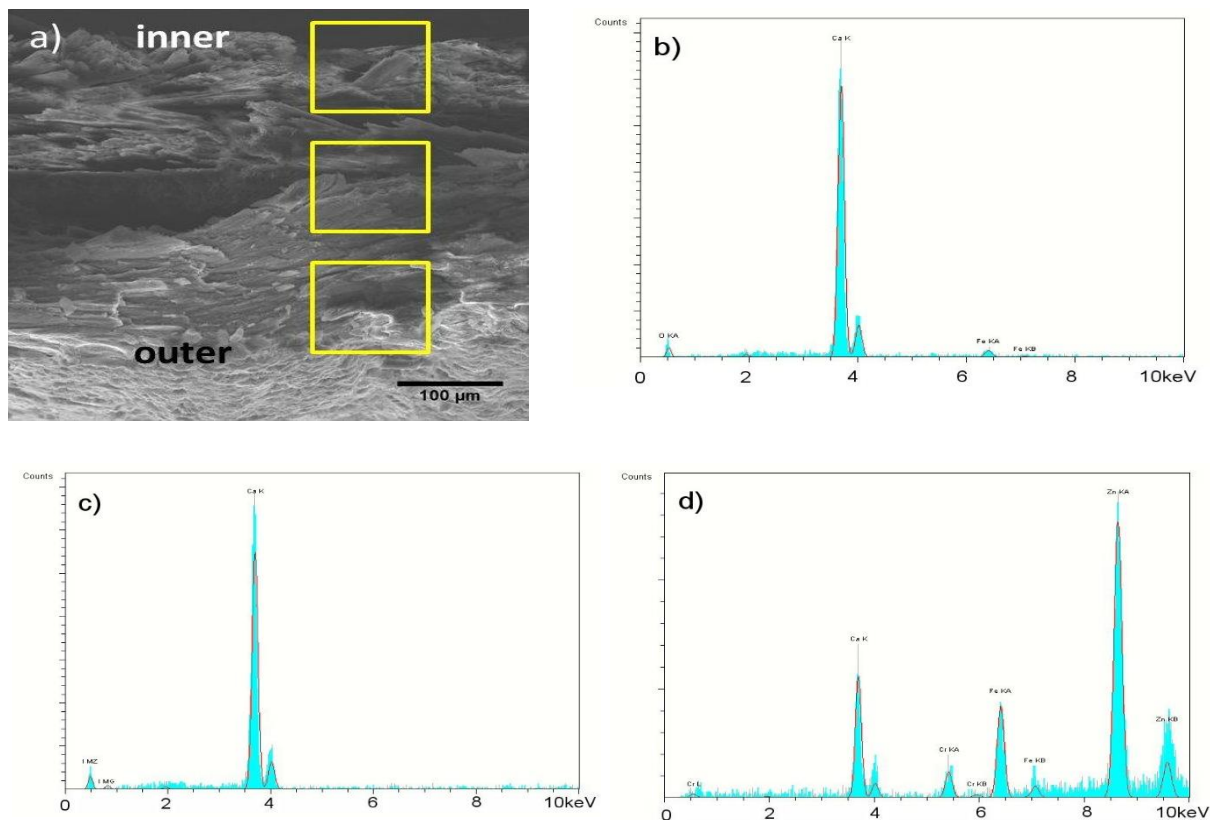 a)
inner
outer
100 µm
b)
Counts
Ca K
O KA
Fe KA
Fe KB
0 2 4 6 8 10keV
c)
Counts
Ca K
I MZ
I MG
0 2 4 6 8 10keV
d)
Counts
Zn KA
Ca K
Fe KA
Zn KB
Cr KA
Fe KB
Cr L
Cr KB
0 2 4 6 8 10keV